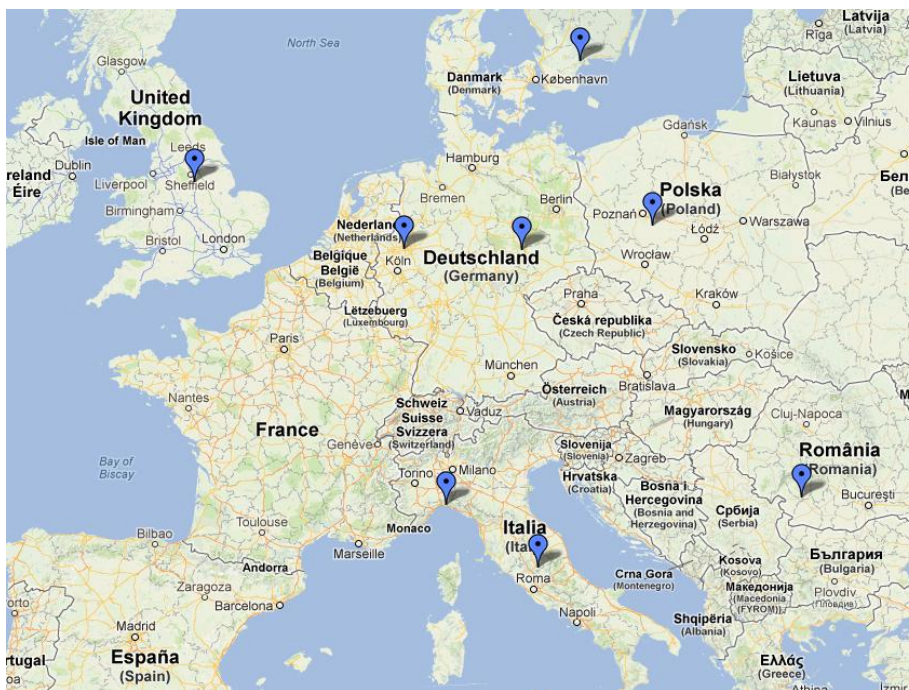 Latvija
(Latvia)
Rīga
North Sea
Glasgow
Danmark
(Denmark)
København
Lietuva
(Lithuania)
United
Kingdom
Kaunas
Vilnius
Isle of Man
Leeds
Gdańsk
Dublin
Hamburg
reland
Éire
Liverpool
Sheffield
Bremen
Białystok
Polska
(Poland)
Berlin
Birmingham
Poznań
Warszawa
Nederland
(Netherlands)
Łódź
Bristol
London
België
Belgique
(Belgium)
Köln
Deutschland
(Germany)
Wrocław
Praha
Kraków
Lëtzebuerg
(Luxembourg)
Česká republika
(Czech Republic)
Paris
Slovensko
(Slovakia)
Košice
München
Bratislava
Österreich
(Austria)
Nantes
Schweiz
Suisse
Svizzera
(Switzerland)
Vaduz
Magyarország
(Hungary)
Cluj-Napoca
France
Genève
Slovenija
(Slovenia)
Zagreb
România
(Romania)
Bay of
Biscay
Torino
Milano
Hrvatska
(Croatia)
Bosna i
Hercegovina
(Bosnia and
Herzegovina)
București
Србија
(Serbia)
Monaco
Italia
Toulouse
Bilbao
Marseille
Andorra
Kosova
(Kosovo)
България
(Bulgaria)
Crna Gora
(Montenegro)
Roma
Zaragoza
Македонија
(Macedonia
(FYROM))
Plovdiv
(Пловдив)
Barcelona
Napoli
Shqipëria
(Albania)
Madrid
España
(Spain)
Ελλάς
(Greece)